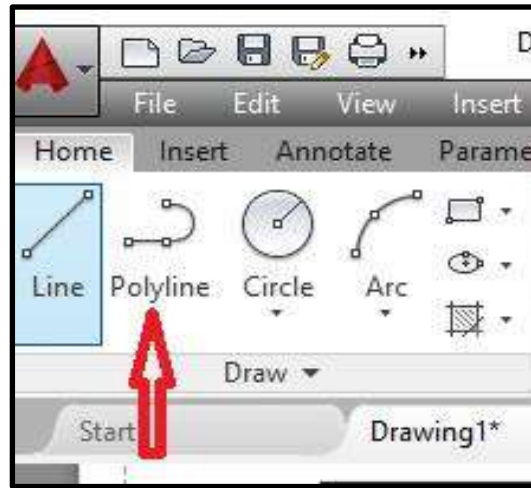 D
File Edit View Insert
Home Insert Annotate Parame
Line Polyline Circle Arc
Draw
Start Drawing1*